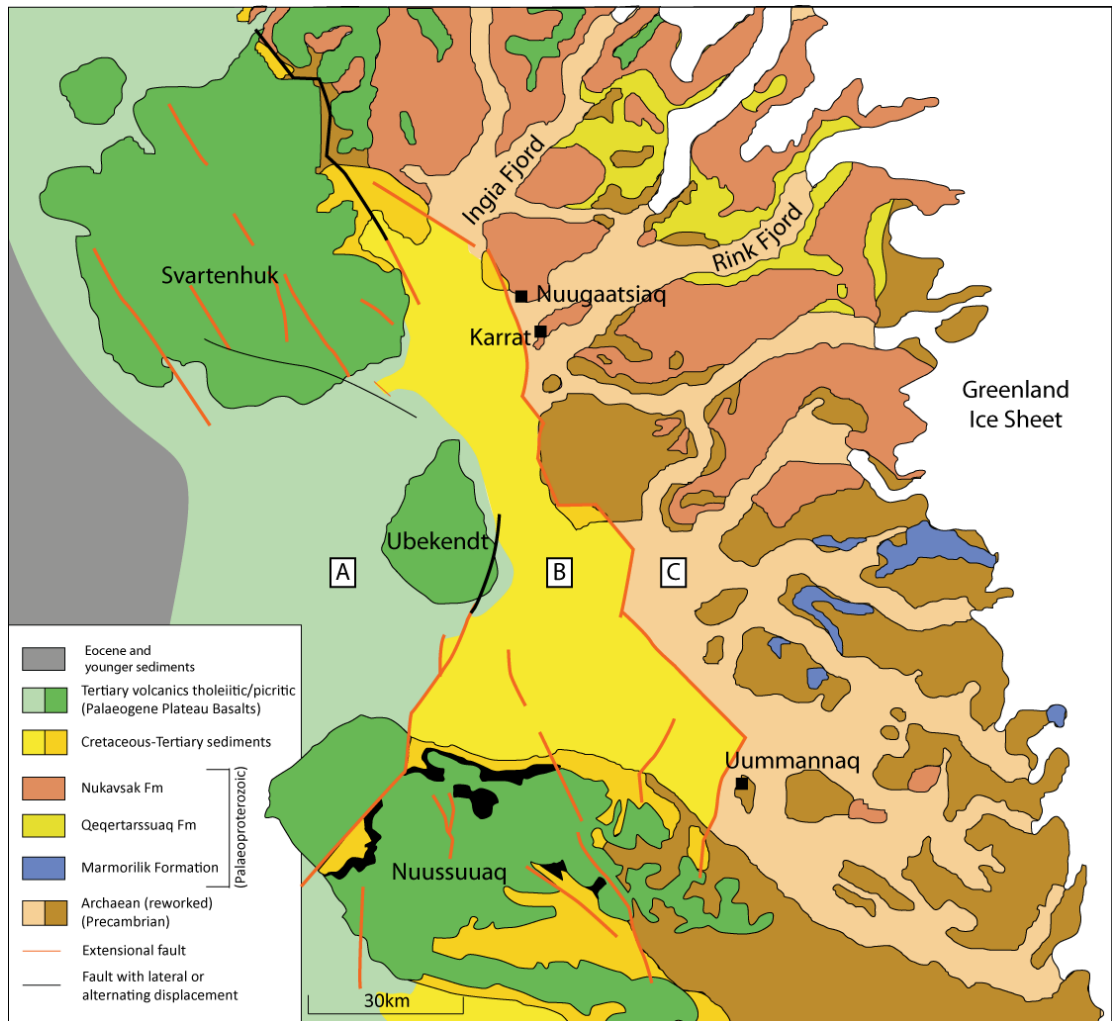 Ingia Fjord
Rink Fjord
Svartenhuk
Nuugaatsiaq
Karrat
Greenland
Ice Sheet
Ubekendt
A
B
C
Uummannaq
Nuussuuaq
Eocene and
younger sediments
Tertiary volcanics tholeiitic/picritic
(Palaeogene Plateau Basalts)
Cretaceous-Tertiary sediments
Nukavsak Fm
Qeqertarssuaq Fm
Marmorilik Formation
(Palaeoproterozoic)
Archaean (reworked)
(Precambrian)
Extensional fault
Fault with lateral or
alternating displacement
30km